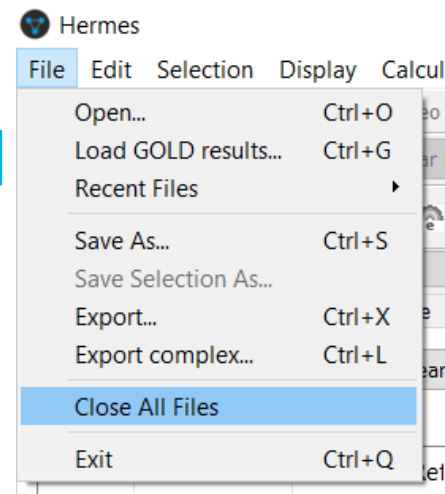 Hermes
File Edit Selection Display Calcul
Open... Ctrl+O
Load GOLD results... Ctrl+G
Recent Files
Save As... Ctrl+S
Save Selection As...
Export... Ctrl+X
Export complex... Ctrl+L
Close All Files
Exit Ctrl+Q